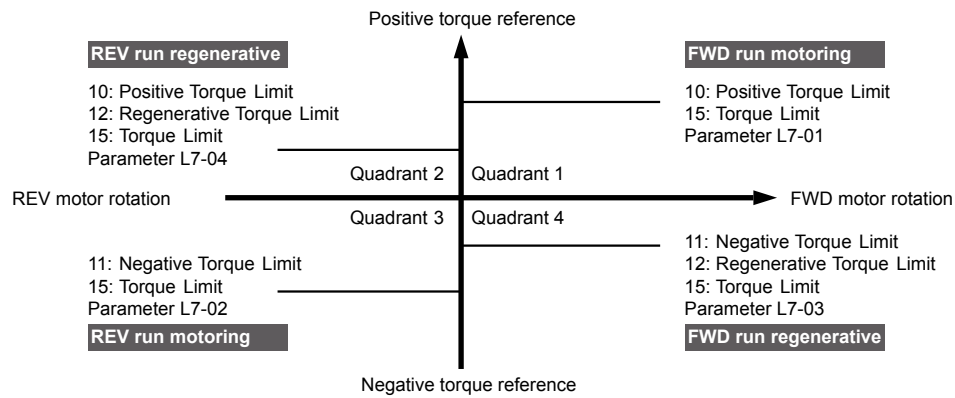 Positive torque reference
REV run regenerative
10: Positive Torque Limit
12: Regenerative Torque Limit
15: Torque Limit
Parameter L7-04
FWD run motoring
10: Positive Torque Limit
15: Torque Limit
Parameter L7-01
Quadrant 2
Quadrant 1
REV motor rotation
FWD motor rotation
Quadrant 3
Quadrant 4
11: Negative Torque Limit
15: Torque Limit
Parameter L7-02
REV run motoring
11: Negative Torque Limit
12: Regenerative Torque Limit
15: Torque Limit
Parameter L7-03
FWD run regenerative
Negative torque reference